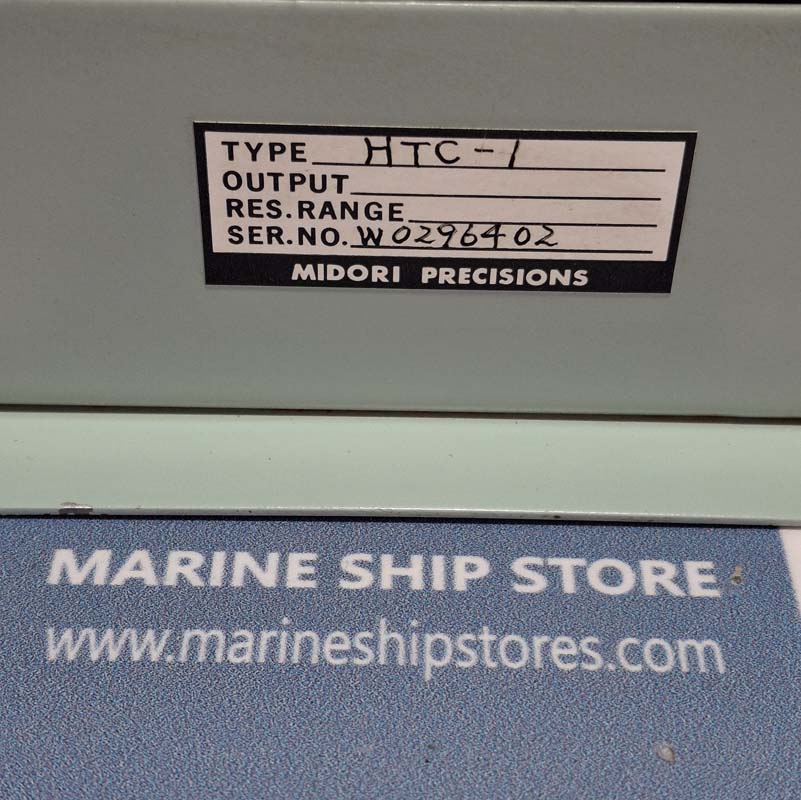 TYPE HTC-1
OUTPUT
RES.RANGE
SER.NO. W0296402
MIDORI PRECISIONS
MARINE SHIP STORE
www.marineshipstores.com